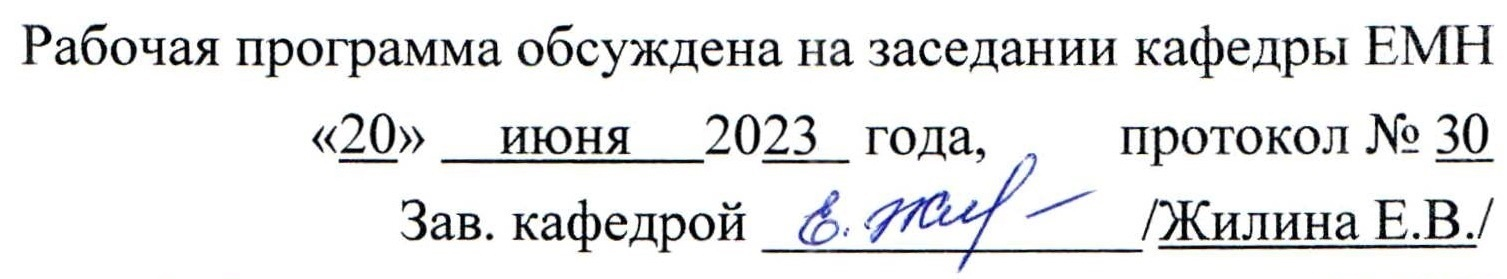 Рабочая программа обсуждена на заседании кафедры ЕМН
«20» июня 2023 года, протокол № 30
Зав. кафедрой /Жилина Е.В./